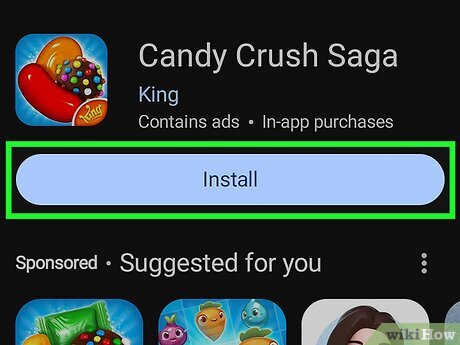 Candy Crush Saga
King
King
Contains ads • In-app purchases
Install
Sponsored • Suggested for you
wikiHow